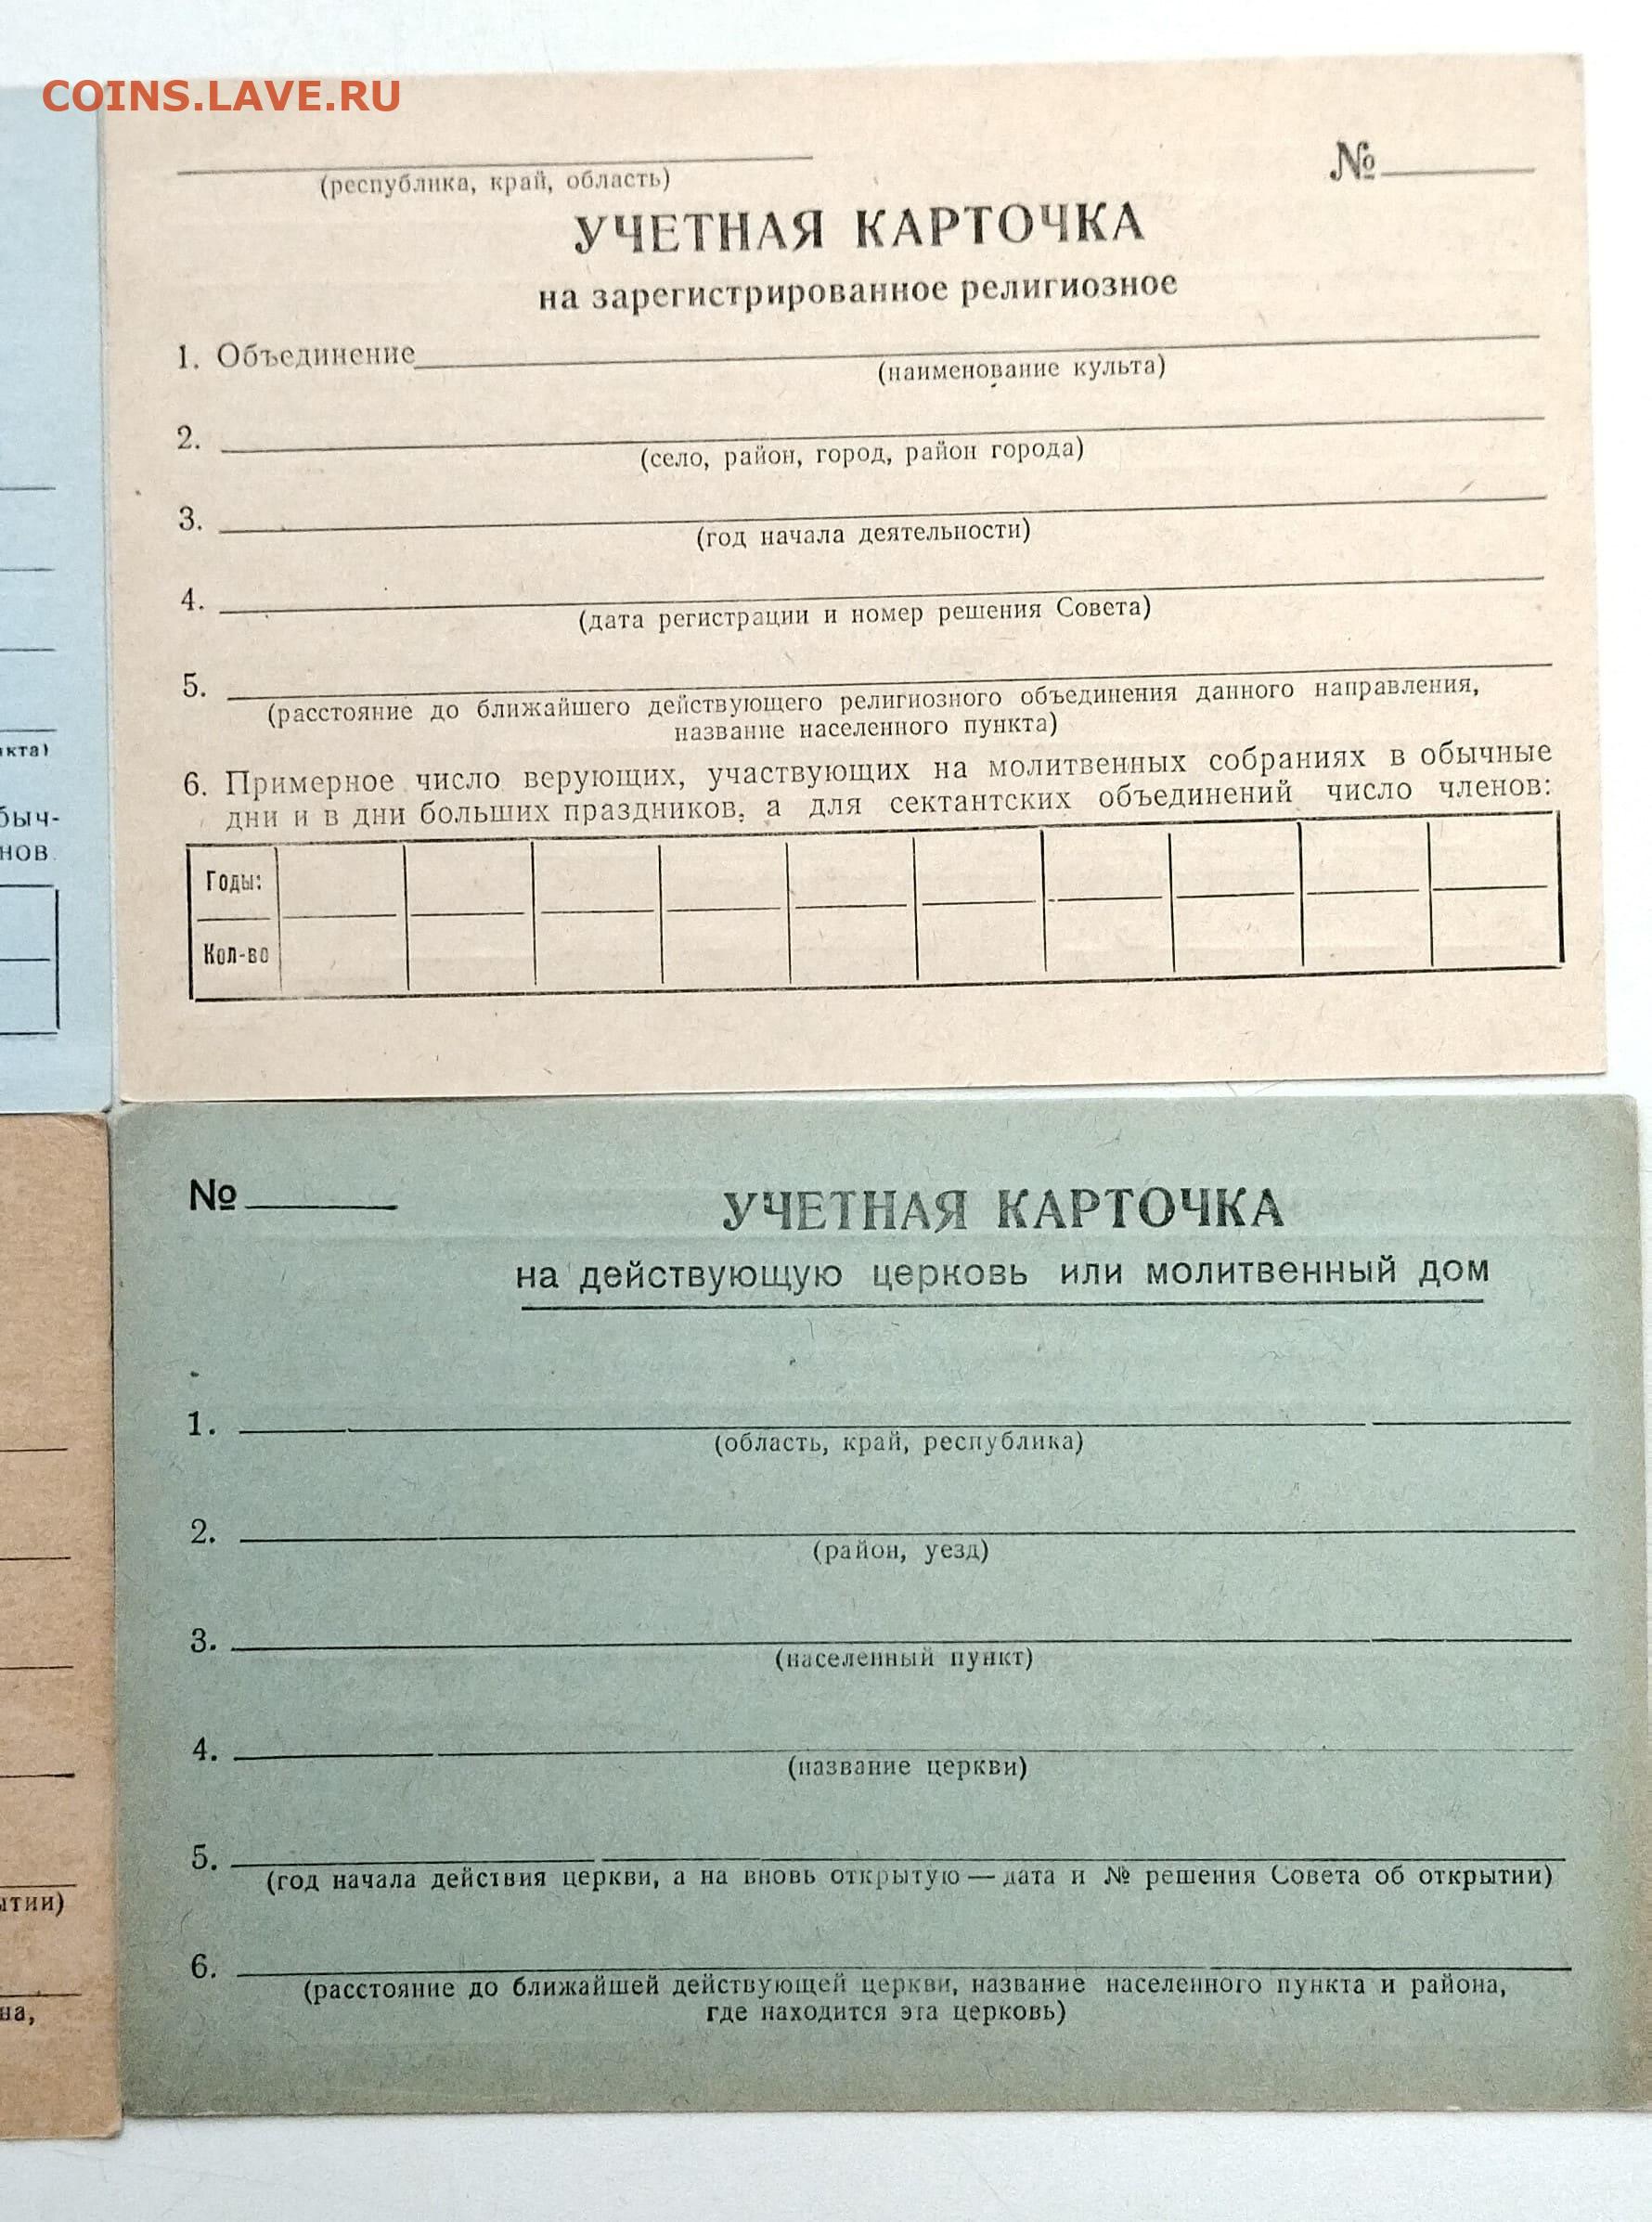 COINS.LAVE.RU
(республика, край, область)
№
УЧЕТНАЯ КАРТОЧКА
на зарегистрированное религиозное
1. Объединение
(наименование культа)
2.
(село, район, город, район города)
3.
(год начала деятельности)
4.
(дата регистрации и номер решения Совета)
5.
(расстояние до ближайшего действующего религиозного объединения данного направления,
название населенного пункта)
6. Примерное число верующих, участвующих на молитвенных собраниях в обычные
дни и в дни больших праздников, а для сектантских объединений число членов:
Годы:
Кол-во
кта)
быч-
нов.
№
УЧЕТНАЯ КАРТОЧКА
на действующую церковь или молитвенный дом
1.
(область, край, республика)
2.
(район, уезд)
3.
(населенный пункт)
4.
(название церкви)
5.
(год начала действия церкви, а на вновь открытую — дата и № решения Совета об открытии)
6.
(расстояние до ближайшей действующей церкви, название населенного пункта и района,
где находится эта церковь)
ытии)
на,